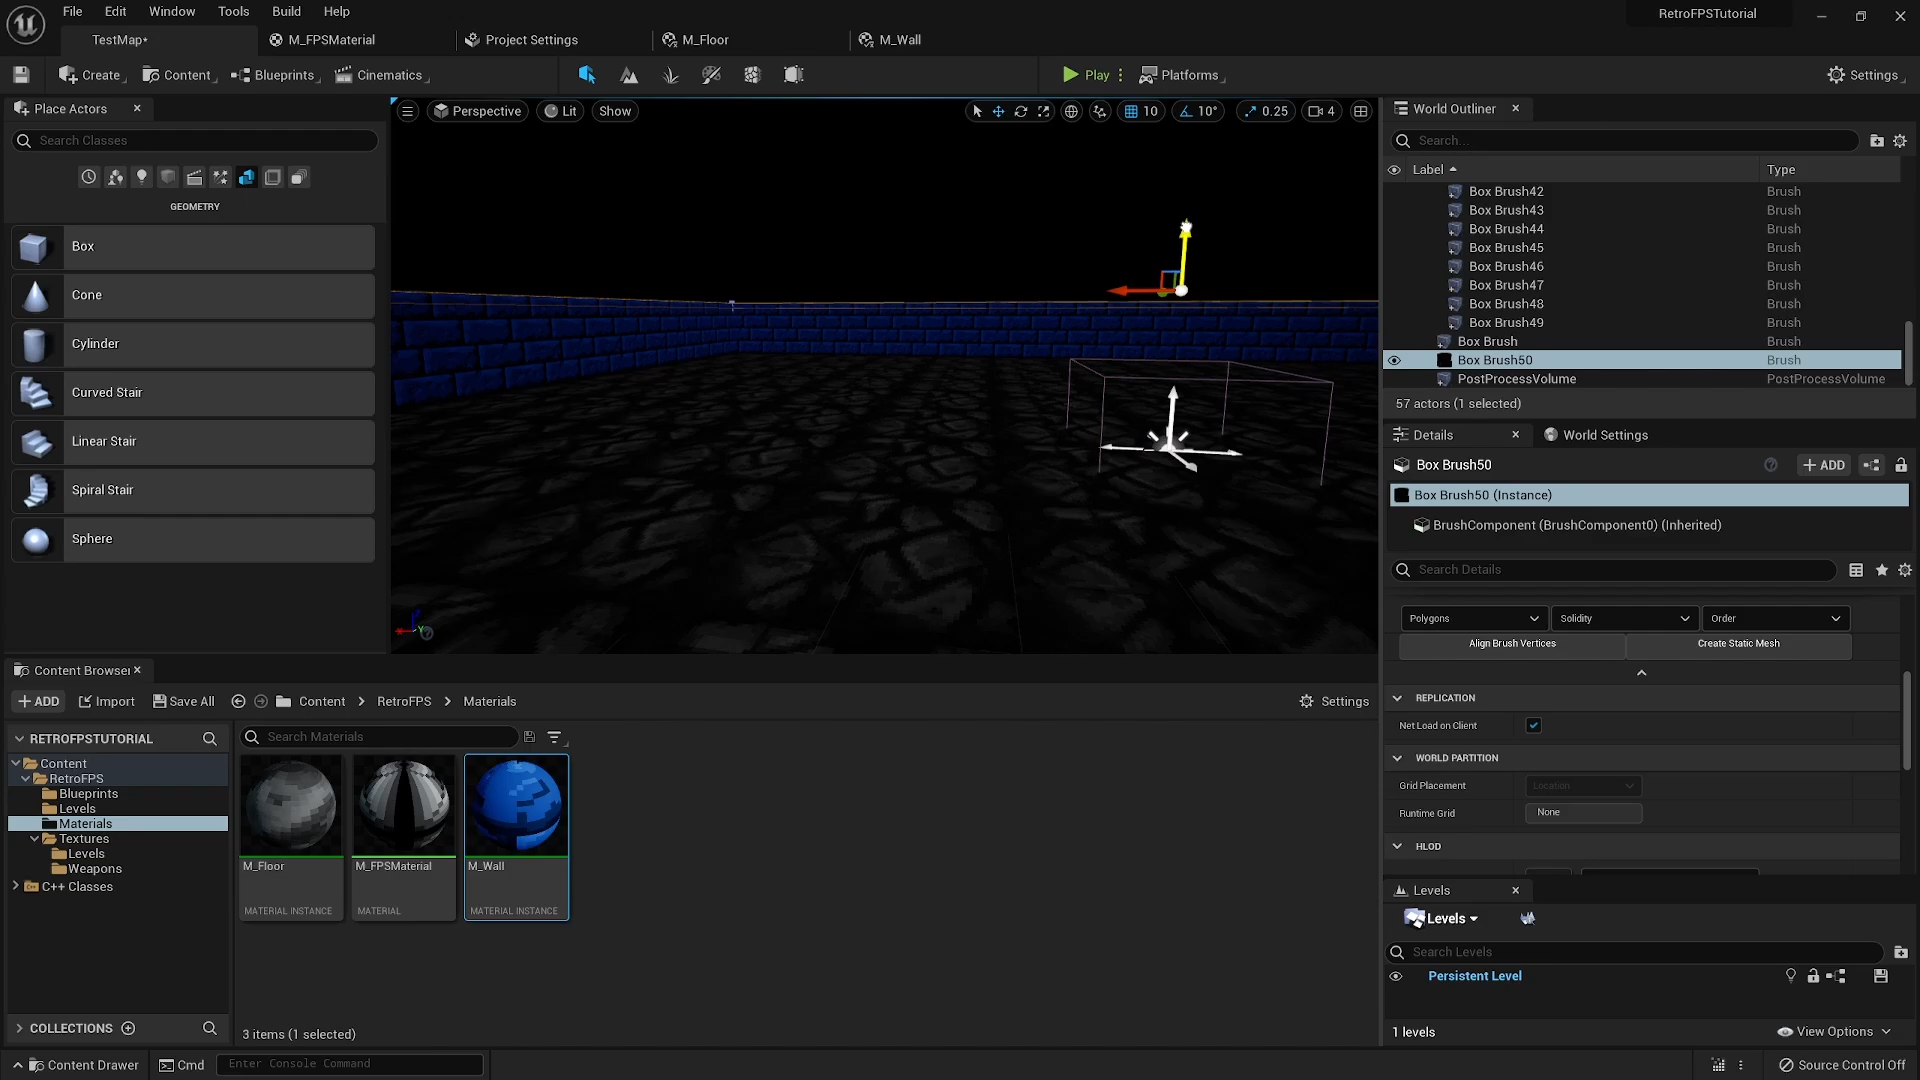 File Edit Window Tools Build Help
RetroFPSTutorial
TestMap•
M_FPSMaterial
Project Settings
M_Floor
M_Wall
Create
Content
Blueprints
Cinematics
Play
Platforms
Settings
Place Actors
Search Classes
GEOMETRY
Box
Cone
Cylinder
Curved Stair
Linear Stair
Spiral Stair
Sphere
Perspective
Lit
Show
10
10°
0.25
4
World Outliner
Search...
Label
Type
Box Brush42 Brush
Box Brush43 Brush
Box Brush44 Brush
Box Brush45 Brush
Box Brush46 Brush
Box Brush47 Brush
Box Brush48 Brush
Box Brush49 Brush
Box Brush Brush
Box Brush50 Brush
PostProcessVolume PostProcessVolume
57 actors (1 selected)
Details
World Settings
Box Brush50
ADD
Box Brush50 (Instance)
BrushComponent (BrushComponent0) (Inherited)
Search Details
Polygons
Solidity
Order
Align Brush Vertices
Create Static Mesh
REPLICATION
Net Load on Client
WORLD PARTITION
Grid Placement
Location
Runtime Grid
None
HLOD
Levels
Levels
Search Levels
Persistent Level
1 levels
View Options
Content Browser
ADD
Import
Save All
Content
RetroFPS
Materials
Settings
RETROFPSTUTORIAL
Content
RetroFPS
Blueprints
Levels
Materials
Textures
Levels
Weapons
C++ Classes
COLLECTIONS
Search Materials
M_Floor
MATERIAL INSTANCE
M_FPSMaterial
MATERIAL
M_Wall
MATERIAL INSTANCE
3 items (1 selected)
Content Drawer
Cmd
Enter Console Command
Source Control Off